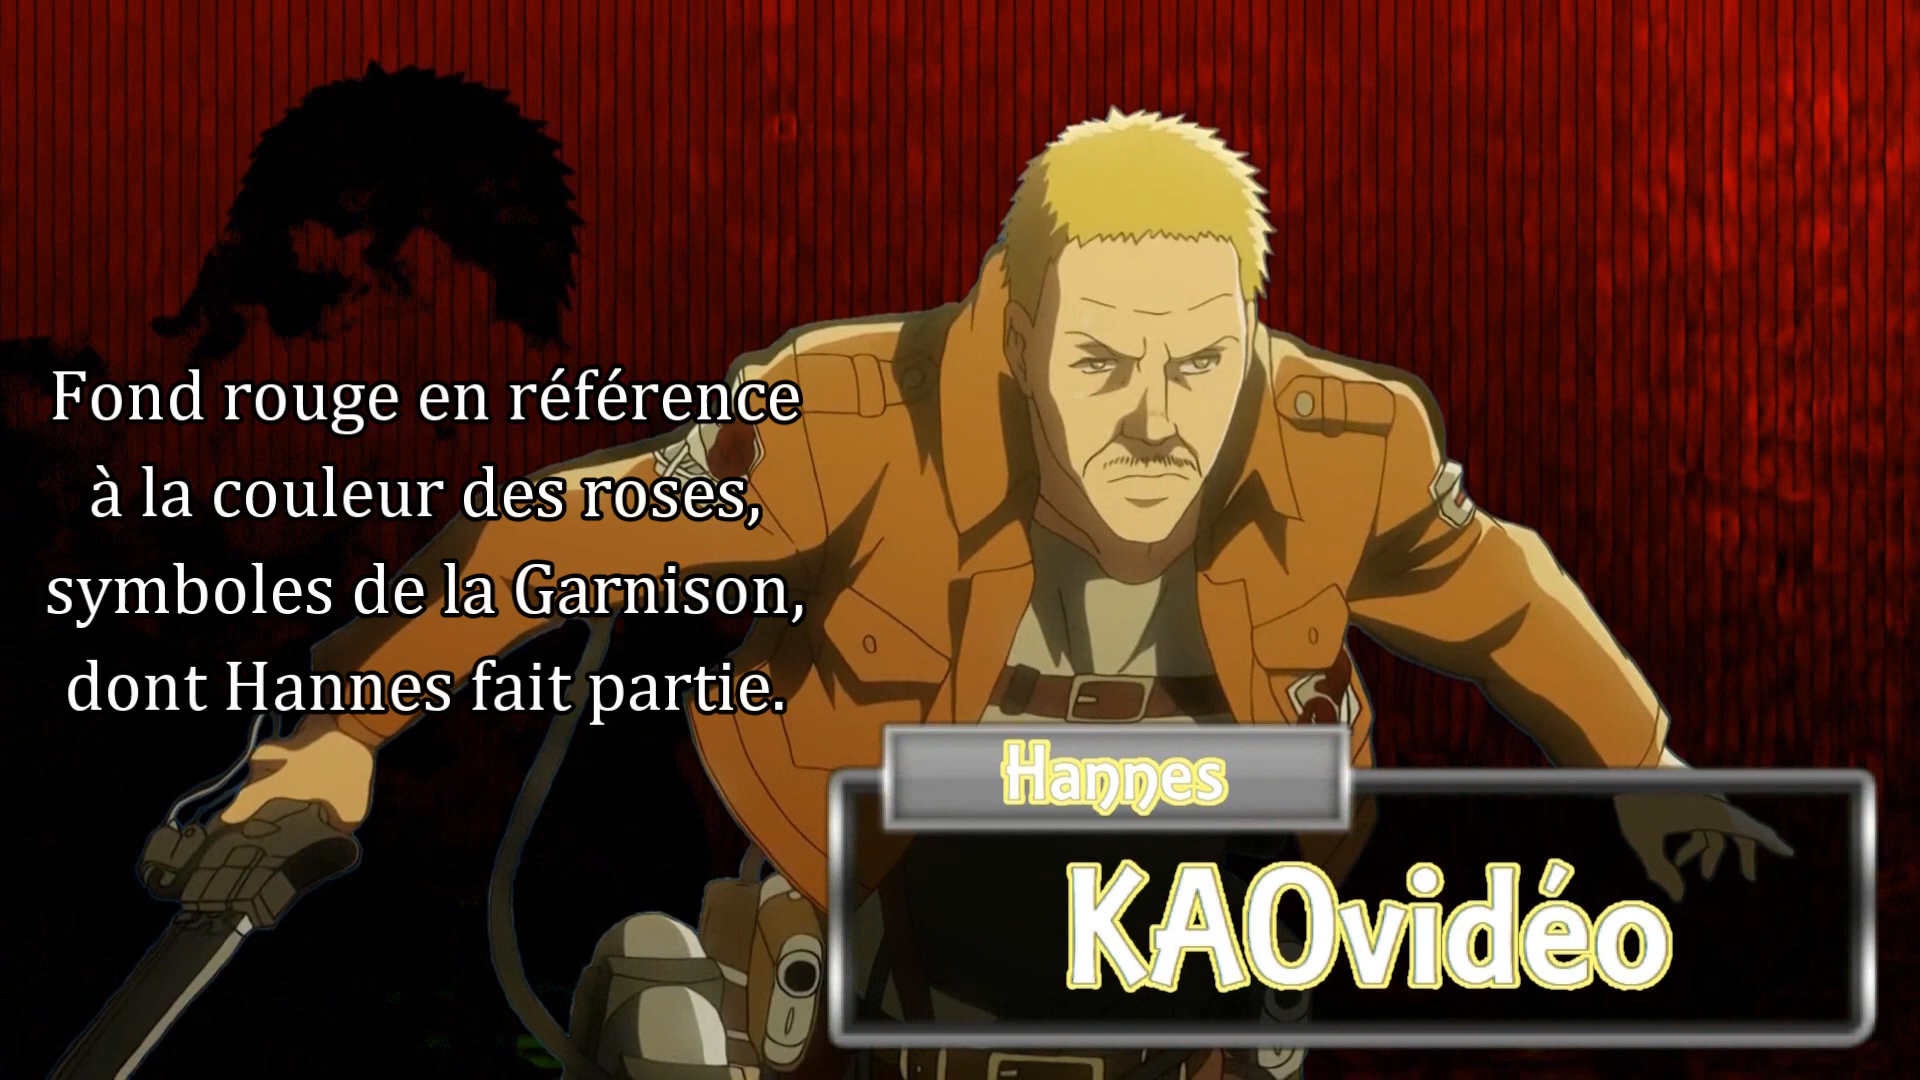 Fond rouge en référence
à la couleur des roses,
symboles de la Garnison,
dont Hannes fait partie.
Hannes
KAOvidéo